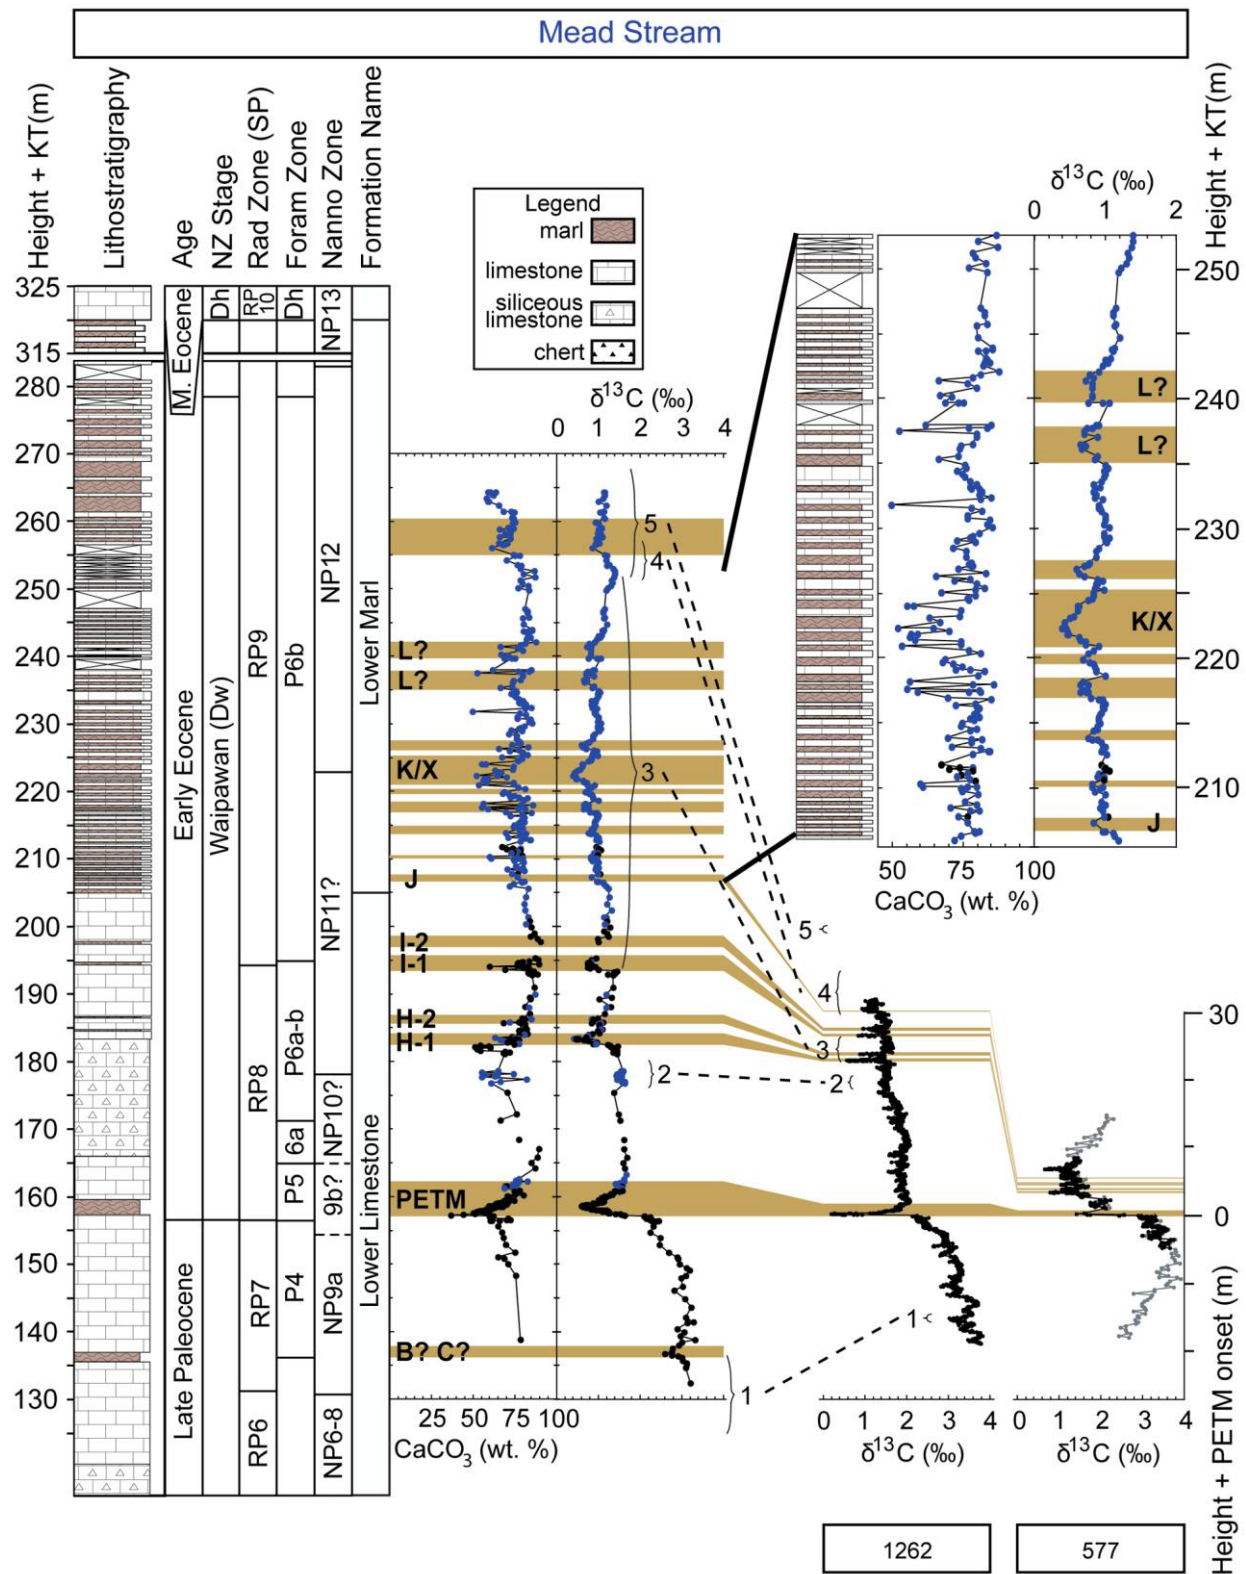 Mead Stream
Height + KT(m)
Lithostratigraphy
Age
NZ Stage
Rad Zone (SP)
Foram Zone
Nanno Zone
Formation Name
Legend
marl
limestone
siliceous
limestone
chert
δ13C (‰)
0 1 2 3 4
δ13C (‰)
0 1 2
Height + KT(m)
325
315
280
270
260
250
240
230
220
210
200
190
180
170
160
150
140
130
M. Eocene
Early Eocene
Late Paleocene
Dh
Waipawan (Dw)
RP
10
RP9
RP8
RP7
RP6
Dh
P6b
P6a-b
6a
P5
P4
NP13
NP12
NP11?
NP10?
9b?
NP9a
NP6-8
Lower Marl
Lower Limestone
L?
L?
K/X
J
I-2
I-1
H-2
H-1
PETM
B? C?
5
4
3
2
1
25 50 75 100
CaCO3 (wt. %)
L?
L?
K/X
J
250
240
230
220
210
50 75 100
CaCO3 (wt. %)
5
4
3
2
1
30
0
Height + PETM onset (m)
0 1 2 3 4
δ13C (‰)
0 1 2 3 4
δ13C (‰)
1262
577